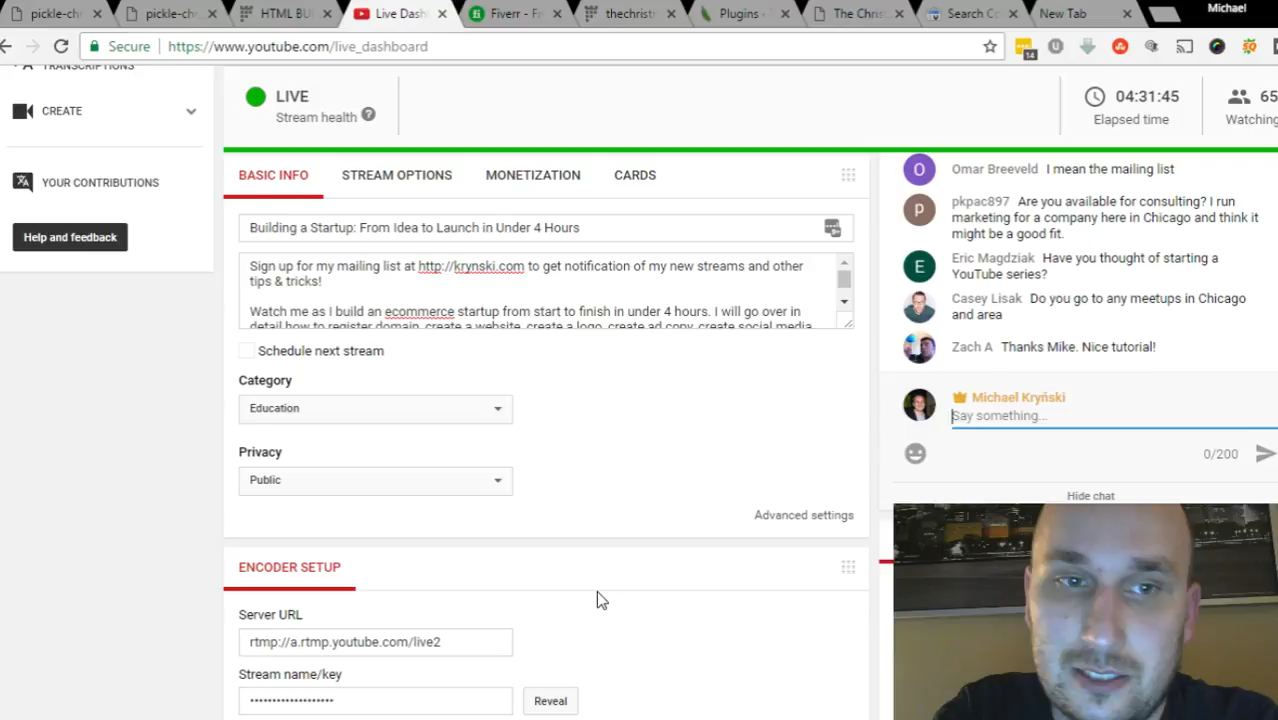 pickle-ch
pickle-ch
HTML BUI
Live Dash
Fiverr - F
thechristi
Plugins
The Christ
Search Co
New Tab
Michael
Secure
https://www.youtube.com/live_dashboard
14
TRANSCRIPTIONS
CREATE
YOUR CONTRIBUTIONS
Help and feedback
LIVE
Stream health ?
04:31:45
Elapsed time
65
Watching
BASIC INFO STREAM OPTIONS MONETIZATION CARDS
Building a Startup: From Idea to Launch in Under 4 Hours
Sign up for my mailing list at http://krynski.com to get notification of my new streams and other
tips & tricks!
Watch me as I build an ecommerce startup from start to finish in under 4 hours. I will go over in
detail how to register domain, create a website, create a logo, create ad copy, create social media
Schedule next stream
Category
Education
Privacy
Public
Advanced settings
ENCODER SETUP
Server URL
rtmp://a.rtmp.youtube.com/live2
Stream name/key
Reveal
O
Omar Breeveld I mean the mailing list
p
pkpac897 Are you available for consulting? I run
marketing for a company here in Chicago and think it
might be a good fit.
E
Eric Magdziak Have you thought of starting a
YouTube series?
Casey Lisak Do you go to any meetups in Chicago
and area
Zach A Thanks Mike. Nice tutorial!
Michael Kryński
Say something...
0/200
Hide chat